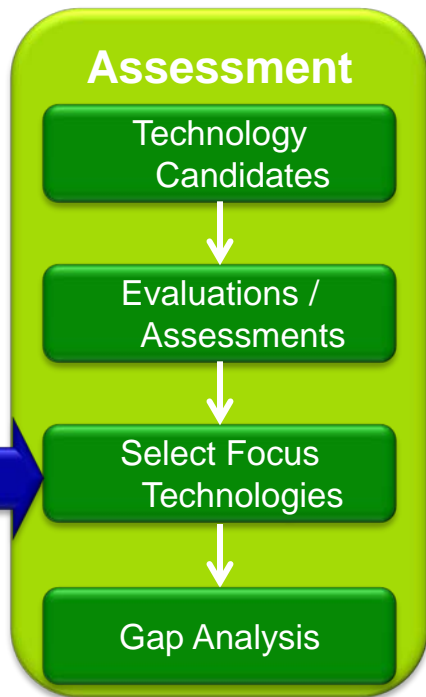 Assessment
Technology
Candidates
Evaluations /
Assessments
Select Focus
Technologies
Gap Analysis